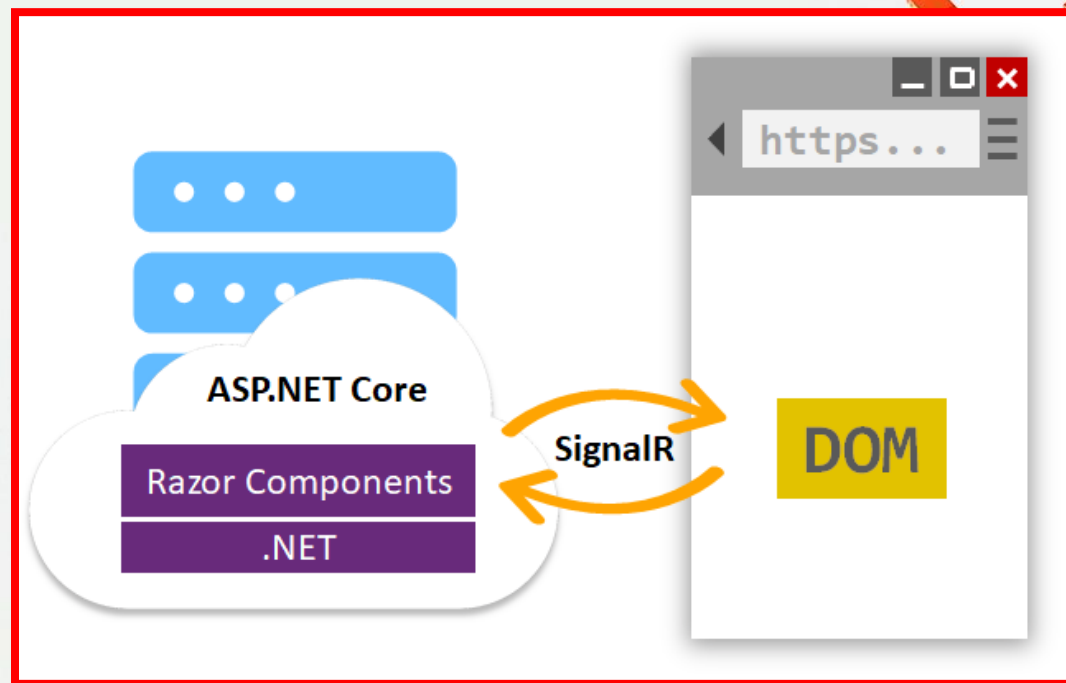 https...
ASP.NET Core
Razor Components
.NET
SignalR
DOM